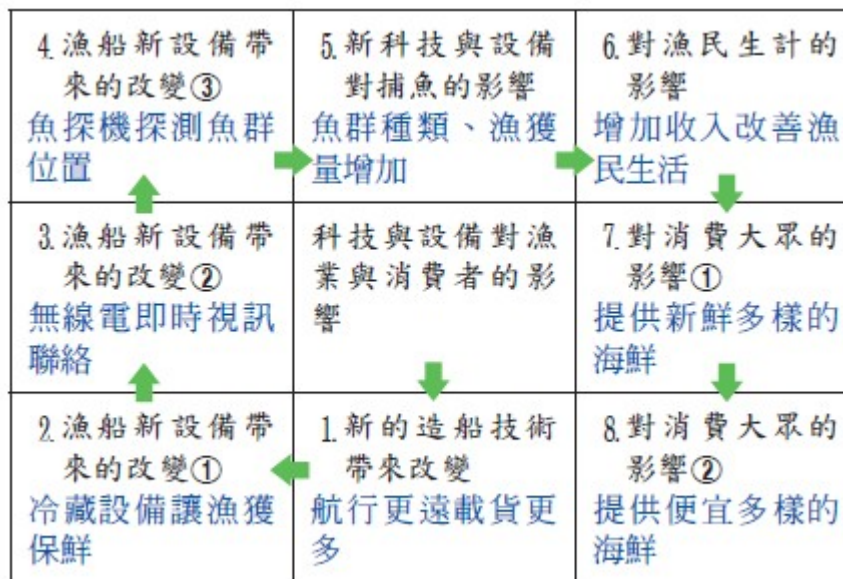 4.漁船新設備帶
來的改變③
魚探機探測魚群
位置
5.新科技與設備
對捕魚的影響
魚群種類、漁獲
量增加
6.對漁民生計的
影響
增加收入改善漁
民生活
3.漁船新設備帶
來的改變②
無線電即時視訊
聯絡
科技與設備對漁
業與消費者的影
響
7.對消費大眾的
影響①
提供新鮮多樣的
海鮮
2.漁船新設備帶
來的改變①
冷藏設備讓漁獲
保鮮
1.新的造船技術
帶來改變
航行更遠載貨更
多
8.對消費大眾的
影響②
提供便宜多樣的
海鮮